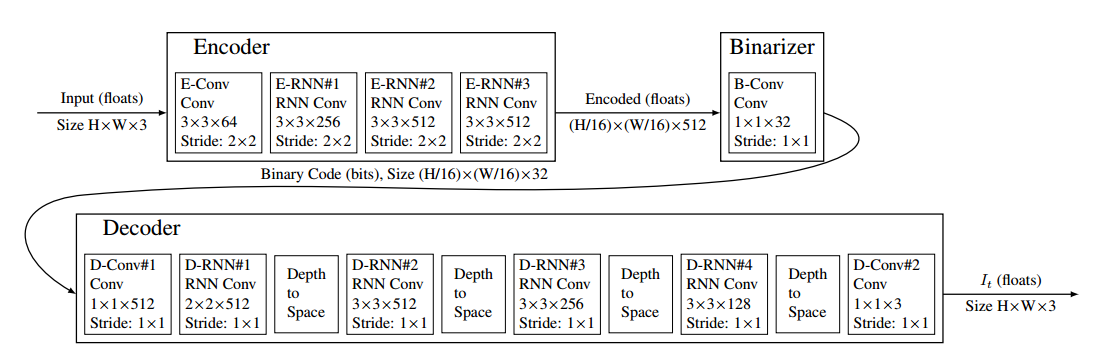 Encoder
E-Conv
Conv
3×3×64
Stride: 2×2
E-RNN#1
RNN Conv
3×3×256
Stride: 2×2
E-RNN#2
RNN Conv
3×3×512
Stride: 2×2
E-RNN#3
RNN Conv
3×3×512
Stride: 2×2
Binarizer
B-Conv
Conv
1×1×32
Stride: 1×1
Input (floats)
Size H×W×3
Encoded (floats)
(H/16)×(W/16)×512
Binary Code (bits), Size (H/16)×(W/16)×32
Decoder
D-Conv#1
Conv
1×1×512
Stride: 1×1
D-RNN#1
RNN Conv
2×2×512
Stride: 1×1
Depth
to
Space
D-RNN#2
RNN Conv
3×3×512
Stride: 1×1
Depth
to
Space
D-RNN#3
RNN Conv
3×3×256
Stride: 1×1
Depth
to
Space
D-RNN#4
RNN Conv
3×3×128
Stride: 1×1
Depth
to
Space
D-Conv#2
Conv
1×1×3
Stride: 1×1
I_t (floats)
Size H×W×3